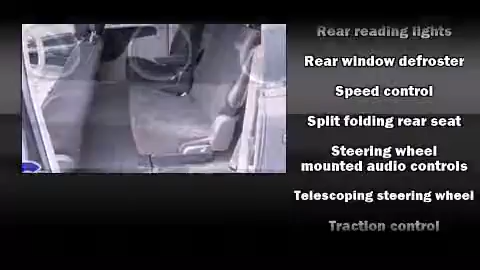 Rear reading lights
Rear window defroster
Speed control
Split folding rear seat
Steering wheel
mounted audio controls
Telescoping steering wheel
Traction control